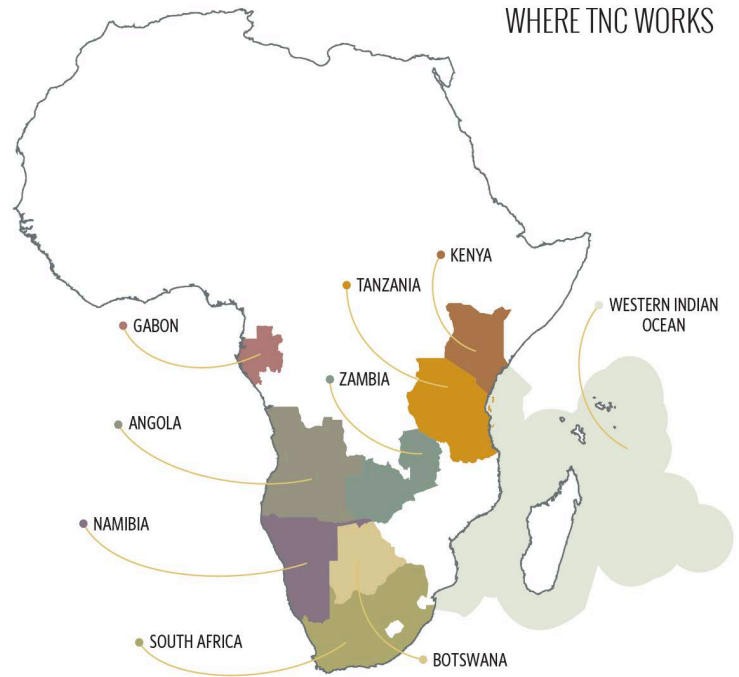 WHERE TNC WORKS
KENYA
TANZANIA
WESTERN INDIAN
OCEAN
GABON
ZAMBIA
ANGOLA
NAMIBIA
SOUTH AFRICA
BOTSWANA